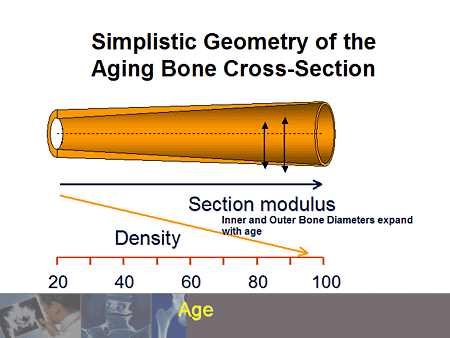 Simplistic Geometry of the
Aging Bone Cross-Section
Section modulus
Inner and Outer Bone Diameters expand
with age
Density
20 40 60 80 100
Age